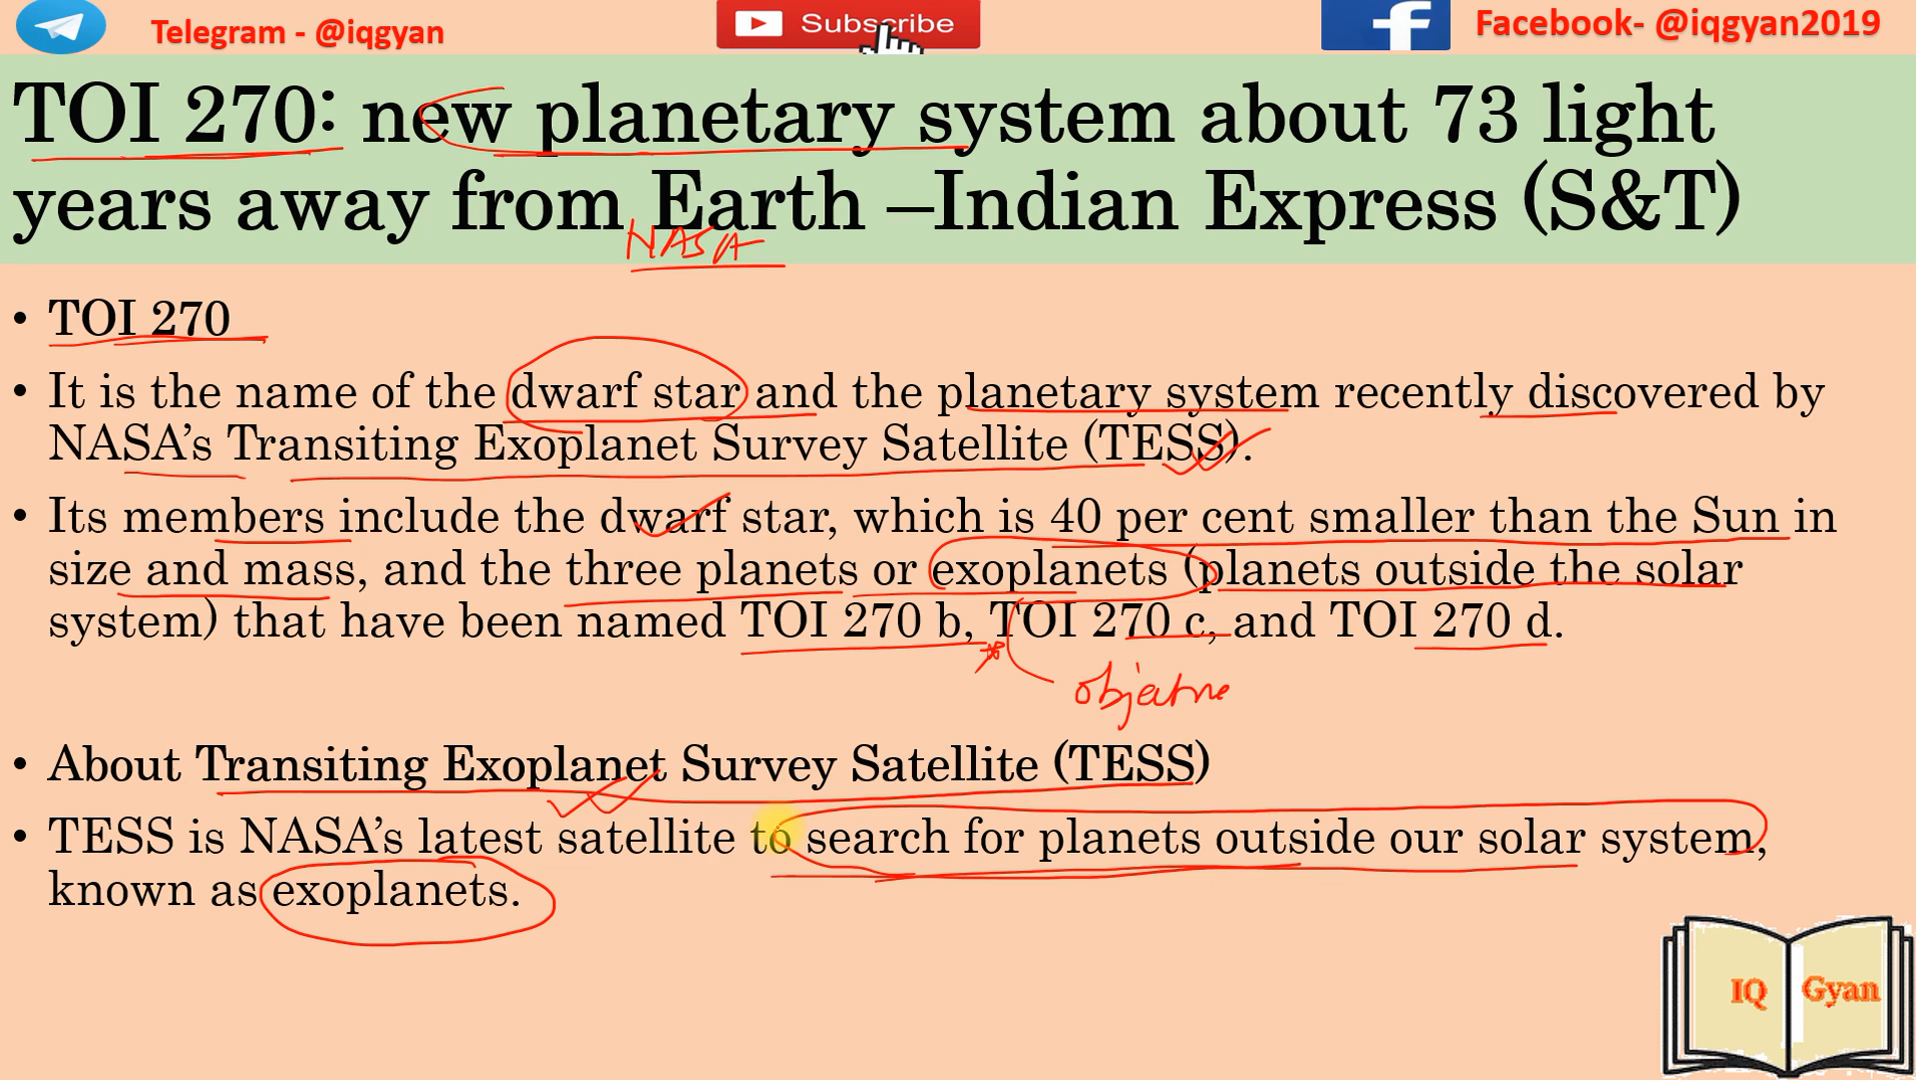 Telegram - @iqgyan
Subscribe
Facebook- @iqgyan2019
TOI 270: new planetary system about 73 light
years away from Earth –Indian Express (S&T)
NASA
• TOI 270
• It is the name of the dwarf star and the planetary system recently discovered by
NASA’s Transiting Exoplanet Survey Satellite (TESS).
• Its members include the dwarf star, which is 40 per cent smaller than the Sun in
size and mass, and the three planets or exoplanets (planets outside the solar
system) that have been named TOI 270 b, TOI 270 c, and TOI 270 d.
objective
• About Transiting Exoplanet Survey Satellite (TESS)
• TESS is NASA’s latest satellite to search for planets outside our solar system,
known as exoplanets.
IQ Gyan